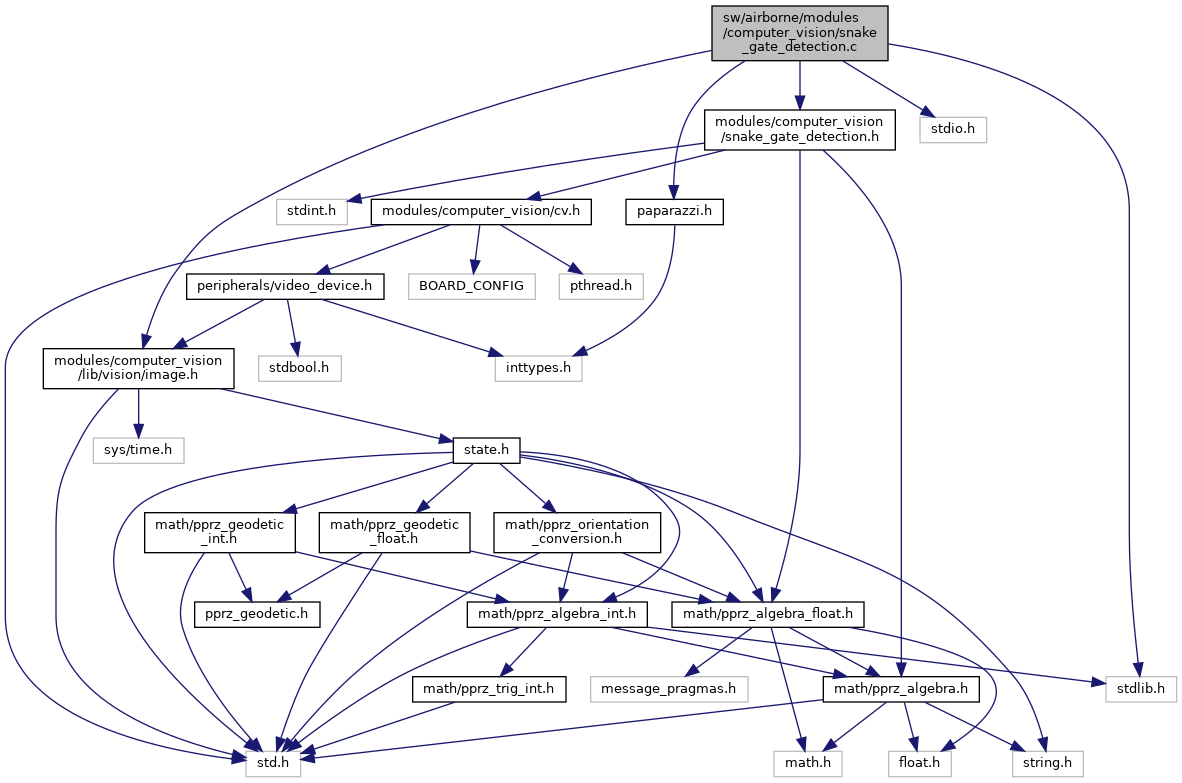 sw/airborne/modules
/computer_vision/snake
_gate_detection.c
modules/computer_vision
/snake_gate_detection.h
stdio.h
stdint.h
modules/computer_vision/cv.h
paparazzi.h
peripherals/video_device.h
BOARD_CONFIG
pthread.h
modules/computer_vision
/lib/vision/image.h
stdbool.h
inttypes.h
sys/time.h
state.h
math/pprz_geodetic
_int.h
math/pprz_geodetic
_float.h
math/pprz_orientation
_conversion.h
pprz_geodetic.h
math/pprz_algebra_int.h
math/pprz_algebra_float.h
math/pprz_trig_int.h
message_pragmas.h
math/pprz_algebra.h
stdlib.h
std.h
math.h
float.h
string.h